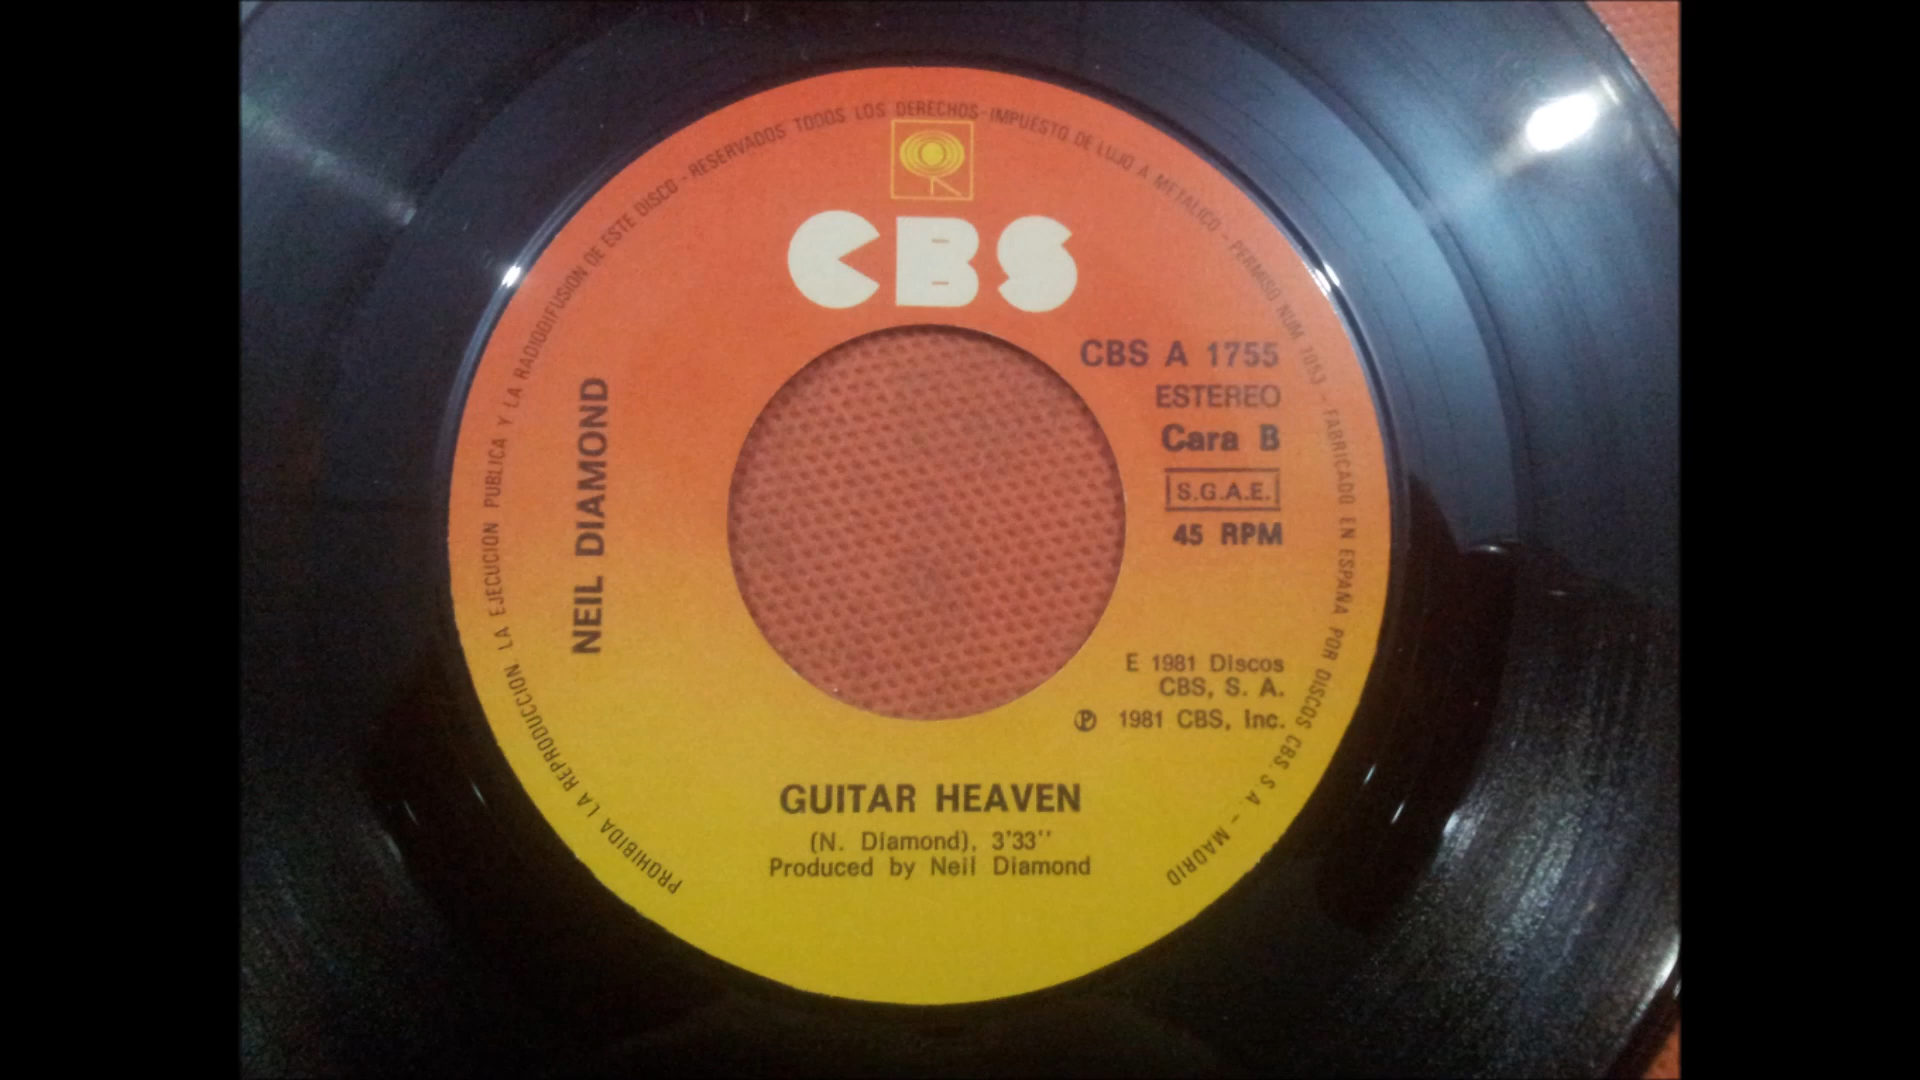 PROHIBIDA LA REPRODUCCION LA EJECUCION PUBLICA Y LA RADIODIFUSION DE ESTE DISCO - RESERVADOS TODOS LOS DERECHOS - IMPUESTO DE LUJO A METALICO - PERMISO NUM 7053 - FABRICADO EN ESPAÑA POR DISCOS CBS. S. A. - MADRID
CBS
CBS A 1755
ESTEREO
Cara B
S.G.A.E.
45 RPM
NEIL DIAMOND
E 1981 Discos
CBS, S. A.
℗ 1981 CBS, Inc.
GUITAR HEAVEN
(N. Diamond), 3'33''
Produced by Neil Diamond